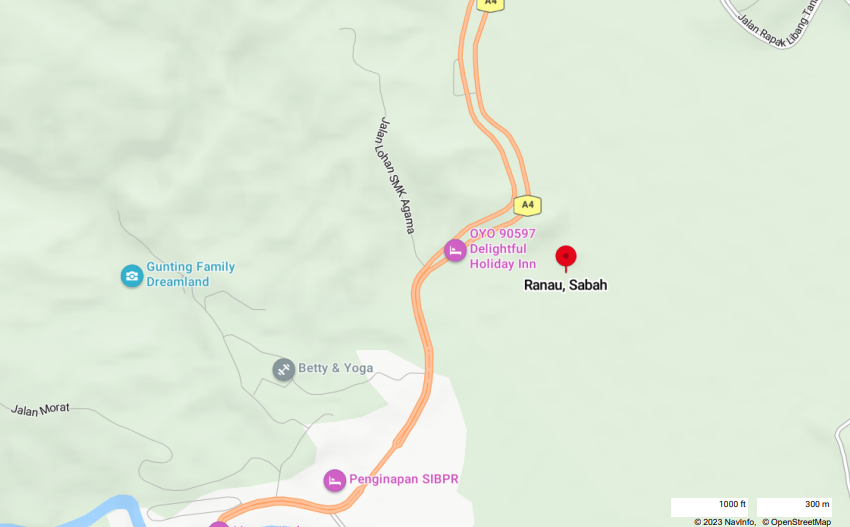 A4
Jalan Rapak Libang
Jalan Lohan SMK Agama
A4
OYO 90597
Delightful
Holiday Inn
Gunting Family
Dreamland
Ranau, Sabah
Betty & Yoga
Jalan Morat
Penginapan SIBPR
1000 ft
300 m
© 2023 NavInfo, © OpenStreetMap